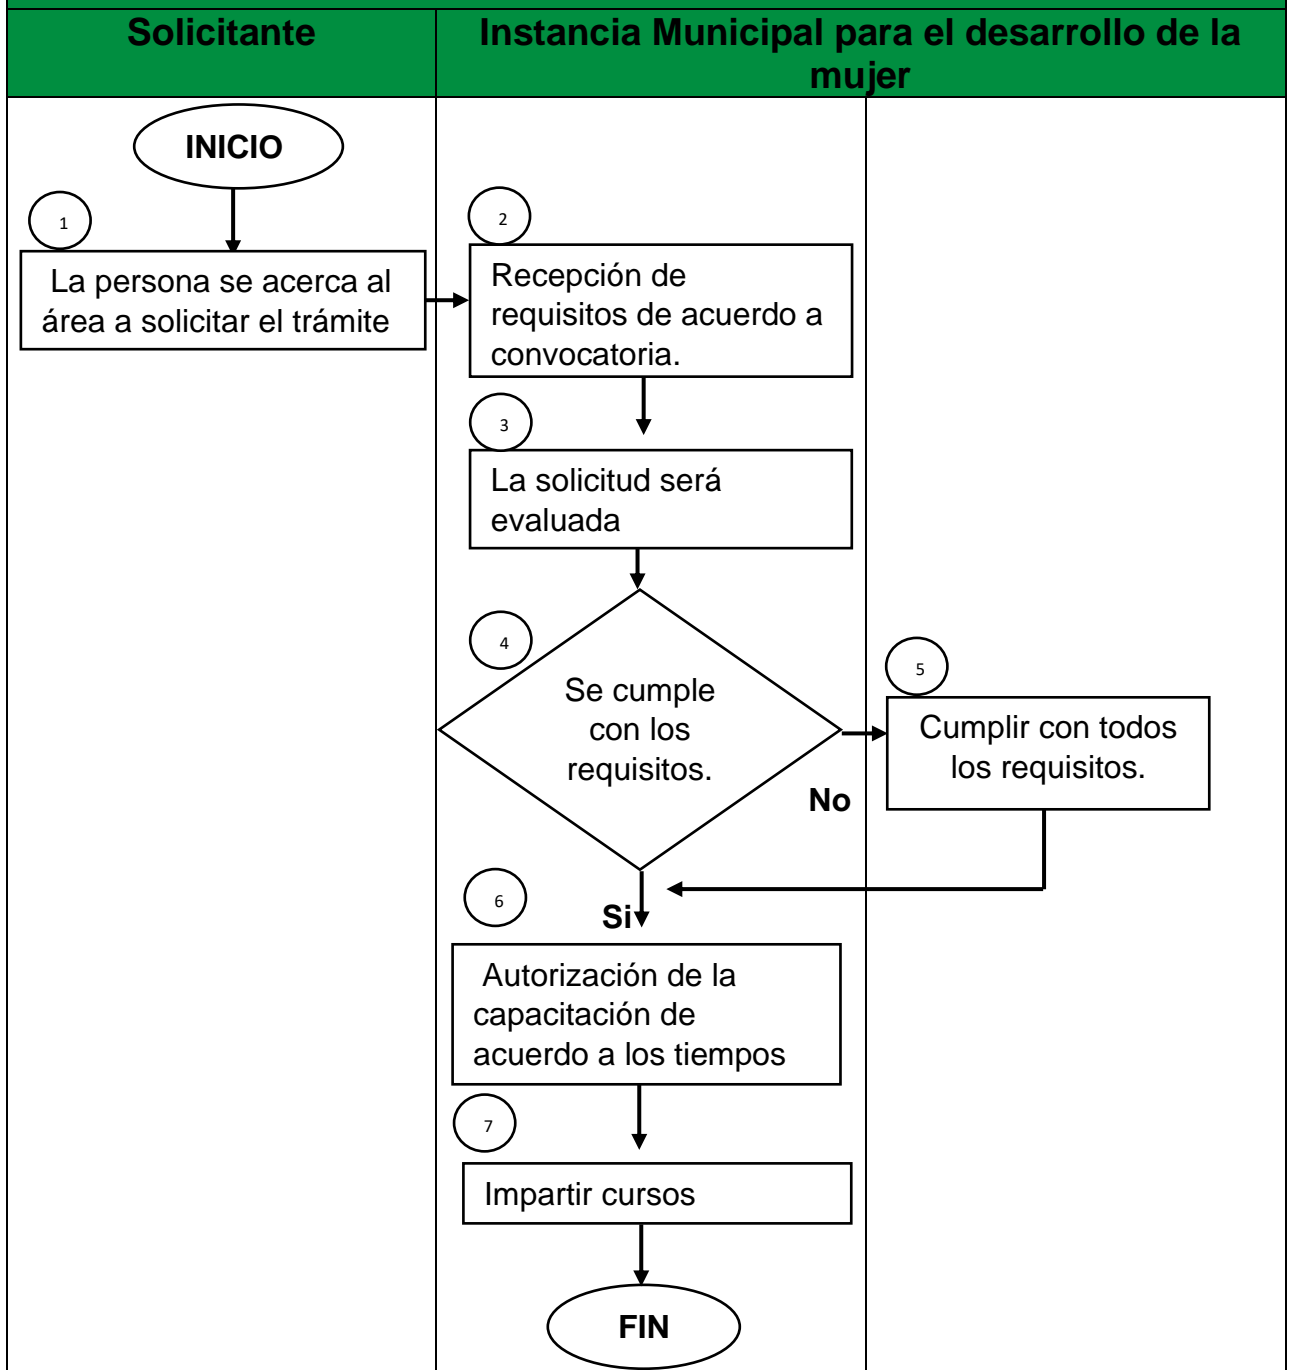 Solicitante
Instancia Municipal para el desarrollo de la
mujer
INICIO
1
La persona se acerca al
área a solicitar el trámite
2
Recepción de
requisitos de acuerdo a
convocatoria.
3
La solicitud será
evaluada
4
Se cumple
con los
requisitos.
No
5
Cumplir con todos
los requisitos.
6
Si
Autorización de la
capacitación de
acuerdo a los tiempos
7
Impartir cursos
FIN